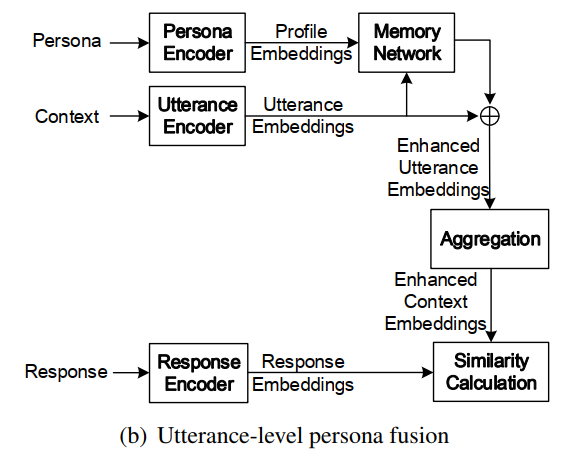 Persona
Persona
Encoder
Profile
Embeddings
Memory
Network
Context
Utterance
Encoder
Utterance
Embeddings
Enhanced
Utterance
Embeddings
Aggregation
Enhanced
Context
Embeddings
Response
Response
Encoder
Response
Embeddings
Similarity
Calculation
(b) Utterance-level persona fusion